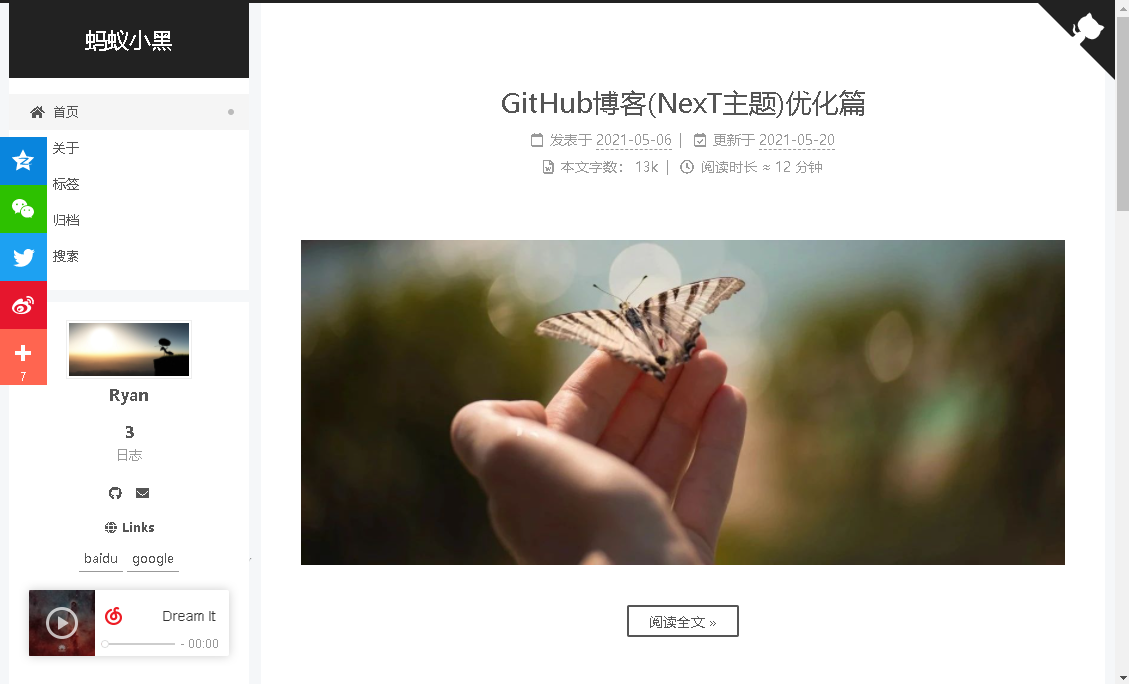 蚂蚁小黑
首页
关于
标签
归档
搜索
7
Ryan
3
日志
Links
baidu google
Dream It
- 00:00
GitHub博客(NexT主题)优化篇
发表于 2021-05-06 | 更新于 2021-05-20
本文字数： 13k | 阅读时长 ≈ 12 分钟
阅读全文 »